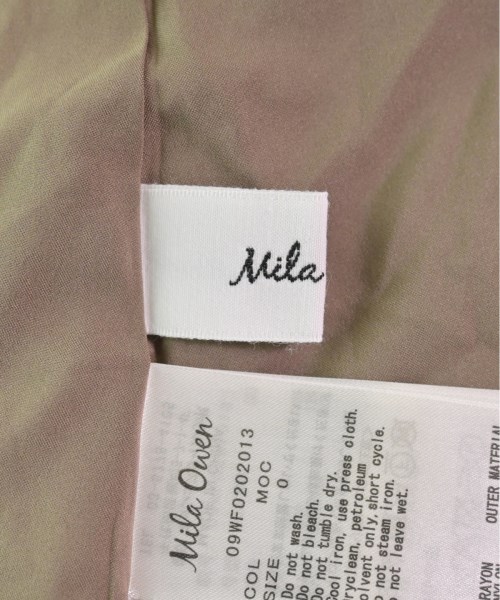 Mila
Mila Owen
09WF0202013
COL MOC
SIZE 0
Do not wash.
Do not bleach.
Do not tumble dry.
Cool iron, use press cloth.
Dryclean, petroleum
solvent only, short cycle.
Do not steam iron.
Do not leave wet.
OUTER MATERIAL
RAYON